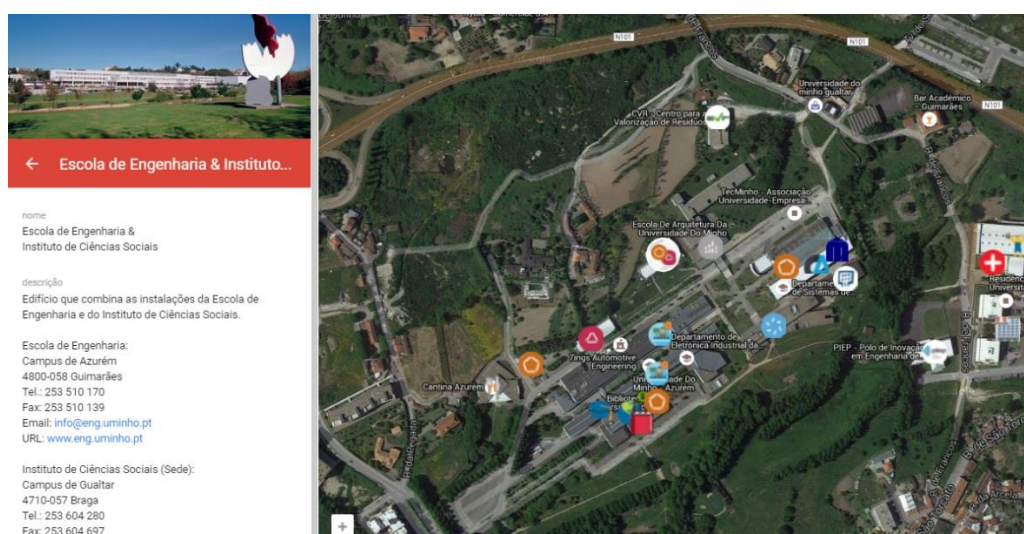 Escola de Engenharia & Instituto...
nome
Escola de Engenharia &
Instituto de Ciências Sociais
descrição
Edifício que combina as instalações da Escola de
Engenharia e do Instituto de Ciências Sociais.
Escola de Engenharia:
Campus de Azurém
4800-058 Guimarães
Tel.: 253 510 170
Fax: 253 510 139
Email: info@eng.uminho.pt
URL: www.eng.uminho.pt
Instituto de Ciências Sociais (Sede):
Campus de Gualtar
4710-057 Braga
Tel.: 253 604 280
Fax: 253 604 697
N101
N101
N101
Universidade do
minho gualtar
Bar Académico
Guimarães
CVR - Centro para a
Valorização de Resíduos
TecMinho - Associação
Universidade-Empresa...
Escola De Arquitetura Da
Universidade Do Minho
Departamento
de Sistemas de...
Departamento de
Eletrónica Industrial da...
7ings Automotive
Engineering
PIEP - Polo de Inovação
em Engenharia de
Cantina Azurém
Minho - Azurém
R. da Arcela
+